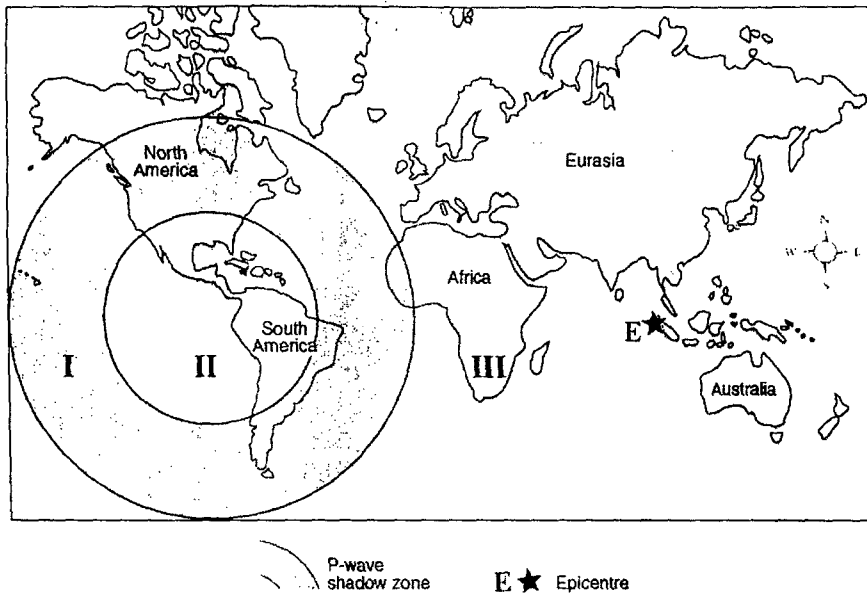 North
America
Eurasia
N
W E
S
Africa
E
South
America
I
II
III
Australia
P-wave
shadow zone
E ★ Epicentre